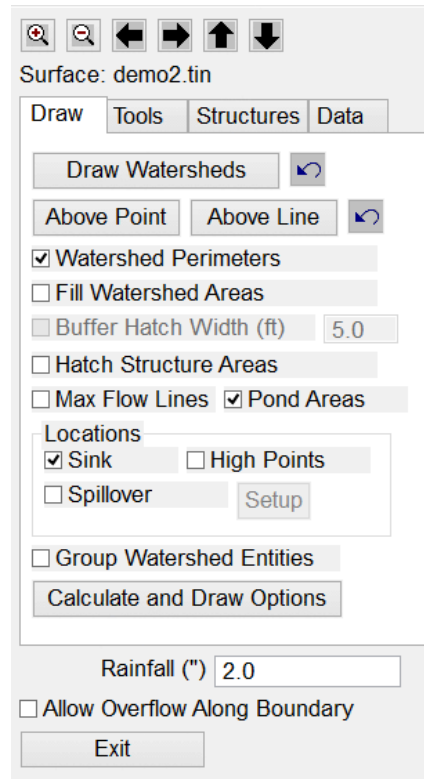 Surface: demo2.tin
Draw Tools Structures Data
Draw Watersheds
Above Point Above Line
Watershed Perimeters
Fill Watershed Areas
Buffer Hatch Width (ft) 5.0
Hatch Structure Areas
Max Flow Lines Pond Areas
Locations
Sink High Points
Spillover Setup
Group Watershed Entities
Calculate and Draw Options
Rainfall (") 2.0
Allow Overflow Along Boundary
Exit